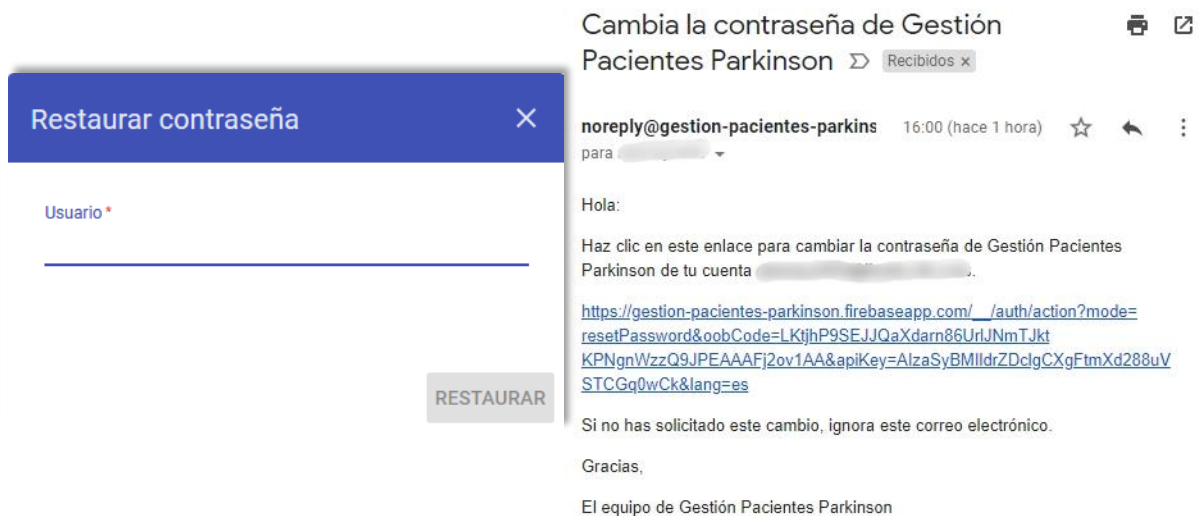 Restaurar contraseña
Usuario *
RESTAURAR
Cambia la contraseña de Gestión
Pacientes Parkinson Recibidos x
noreply@gestion-pacientes-parkins 16:00 (hace 1 hora)
para
Hola:
Haz clic en este enlace para cambiar la contraseña de Gestión Pacientes
Parkinson de tu cuenta .
https://gestion-pacientes-parkinson.firebaseapp.com/__/auth/action?mode=
resetPassword&oobCode=LKtjhP9SEJJQaXdarn86UrlJNmTJkt
KPNgnWzzQ9JPEAAAFj2ov1AA&apiKey=AIzaSyBMIldrZDclgCXgFtmXd288uV
STCGq0wCk&lang=es
Si no has solicitado este cambio, ignora este correo electrónico.
Gracias,
El equipo de Gestión Pacientes Parkinson